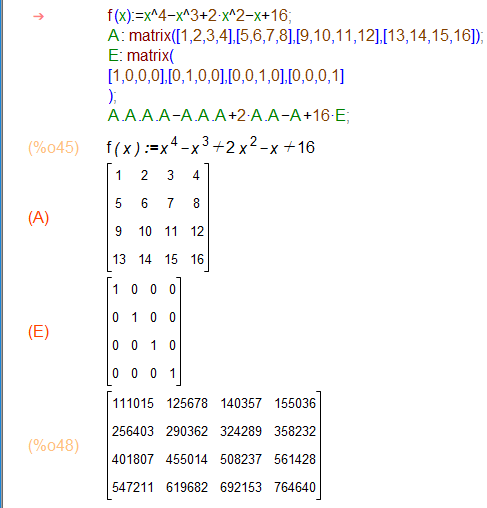 f(x):=x^4-x^3+2·x^2-x+16;
A: matrix([1,2,3,4],[5,6,7,8],[9,10,11,12],[13,14,15,16]);
E: matrix(
[1,0,0,0],[0,1,0,0],[0,0,1,0],[0,0,0,1]
);
A.A.A.A-A.A.A+2·A.A-A+16·E;
(%o45) f(x):=x^4-x^3+2 x^2-x+16
(A)
1 2 3 4
5 6 7 8
9 10 11 12
13 14 15 16
(E)
1 0 0 0
0 1 0 0
0 0 1 0
0 0 0 1
(%o48)
111015 125678 140357 155036
256403 290362 324289 358232
401807 455014 508237 561428
547211 619682 692153 764640